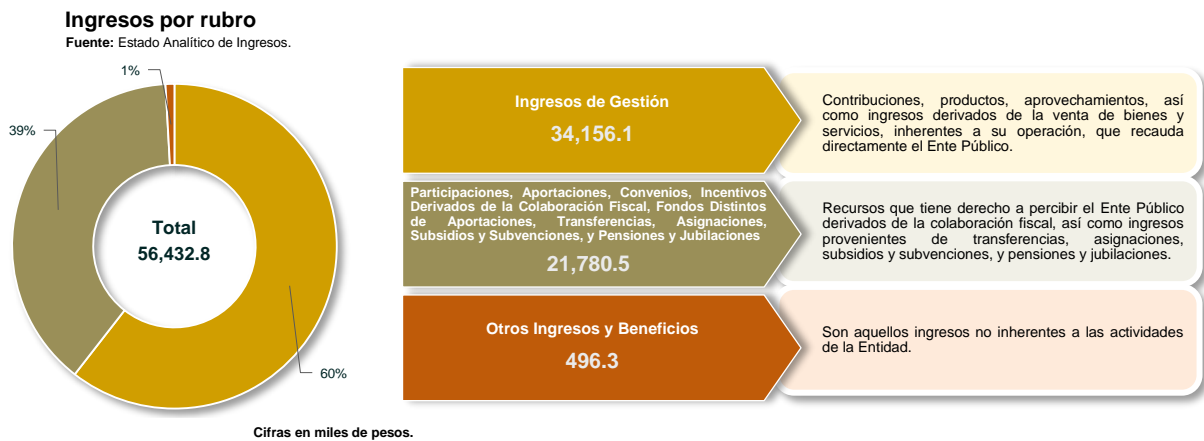 Ingresos por rubro
Fuente: Estado Analítico de Ingresos.
1%
39%
60%
Total
56,432.8
Cifras en miles de pesos.
Ingresos de Gestión
34,156.1
Contribuciones, productos, aprovechamientos, así
como ingresos derivados de la venta de bienes y
servicios, inherentes a su operación, que recauda
directamente el Ente Público.
Participaciones, Aportaciones, Convenios, Incentivos
Derivados de la Colaboración Fiscal, Fondos Distintos
de Aportaciones, Transferencias, Asignaciones,
Subsidios y Subvenciones, y Pensiones y Jubilaciones
21,780.5
Recursos que tiene derecho a percibir el Ente Público
derivados de la colaboración fiscal, así como ingresos
provenientes de transferencias, asignaciones,
subsidios y subvenciones, y pensiones y jubilaciones.
Otros Ingresos y Beneficios
496.3
Son aquellos ingresos no inherentes a las actividades
de la Entidad.